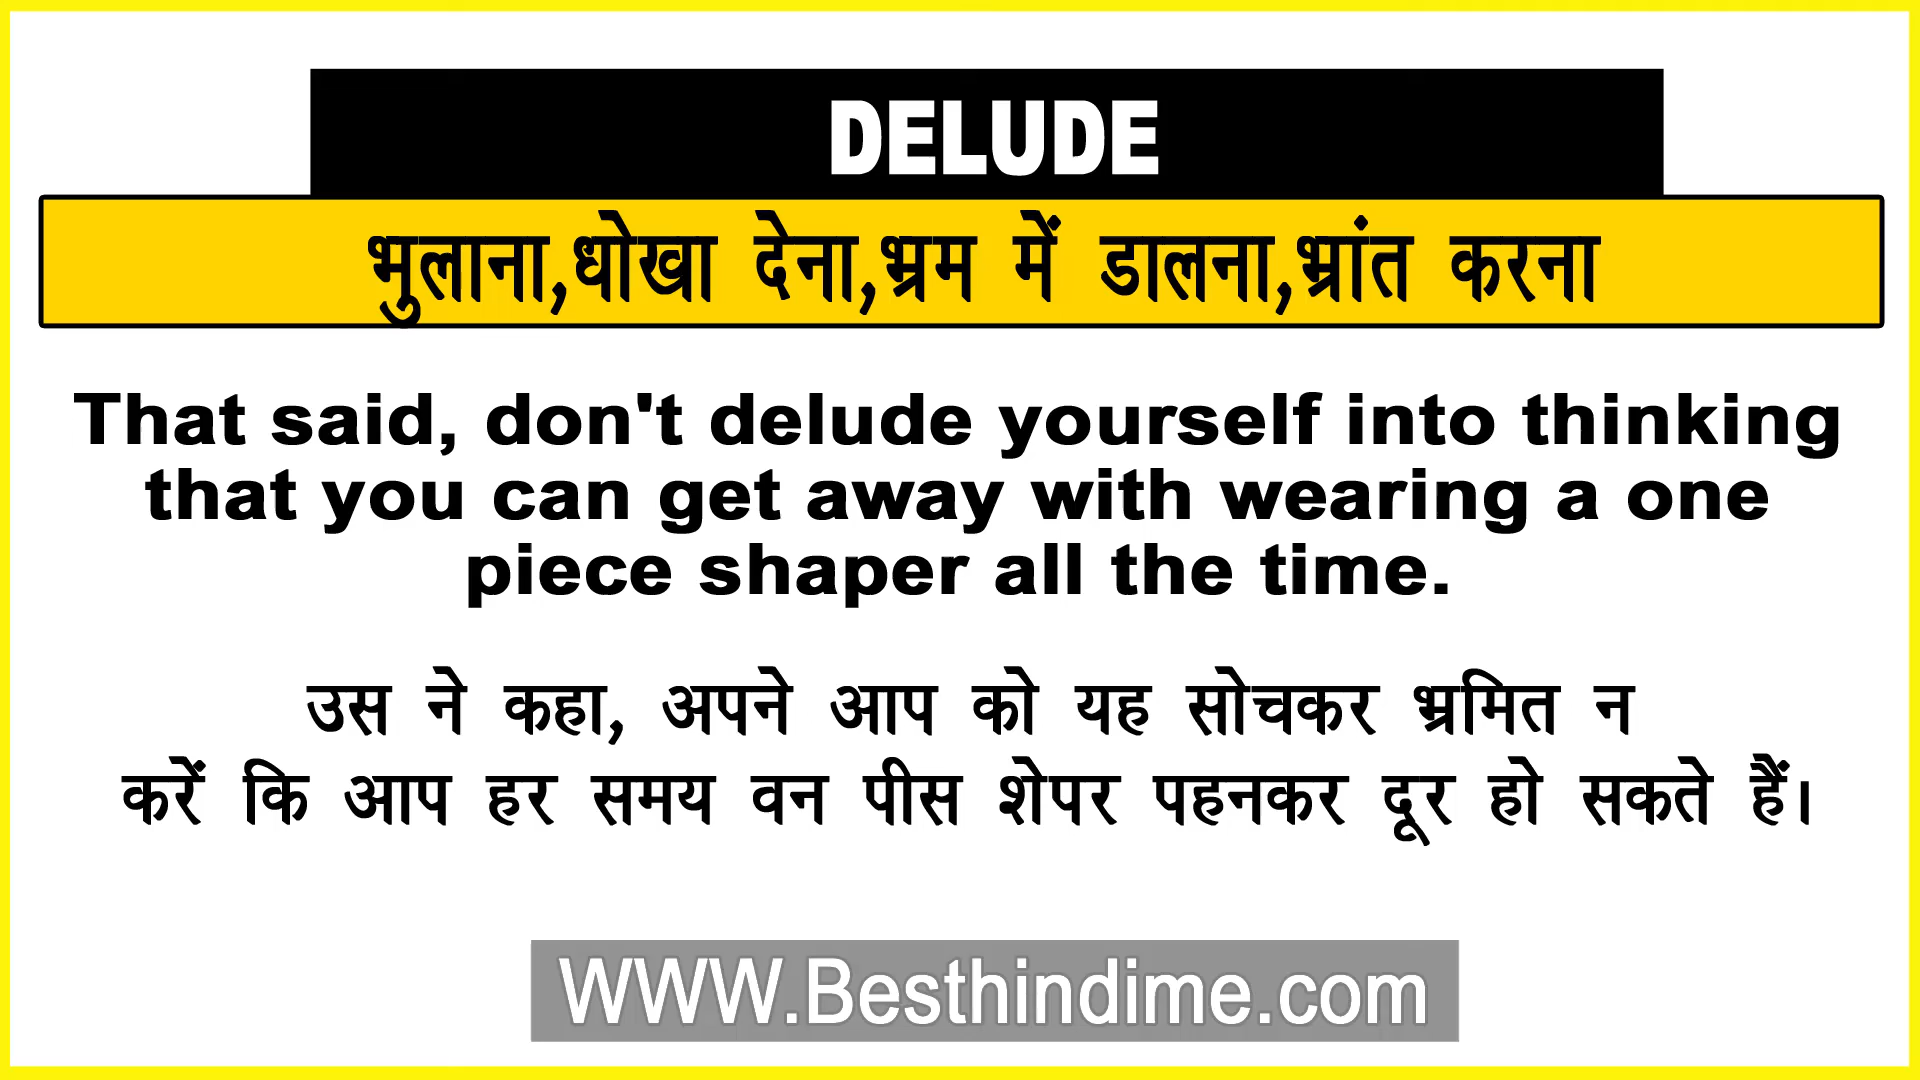 DELUDE
भुलाना,धोखा देना,भ्रम में डालना,भ्रांत करना
That said, don't delude yourself into thinking
that you can get away with wearing a one
piece shaper all the time.
उस ने कहा, अपने आप को यह सोचकर भ्रमित न
करें कि आप हर समय वन पीस शेपर पहनकर दूर हो सकते हैं।
WWW.Besthindime.com